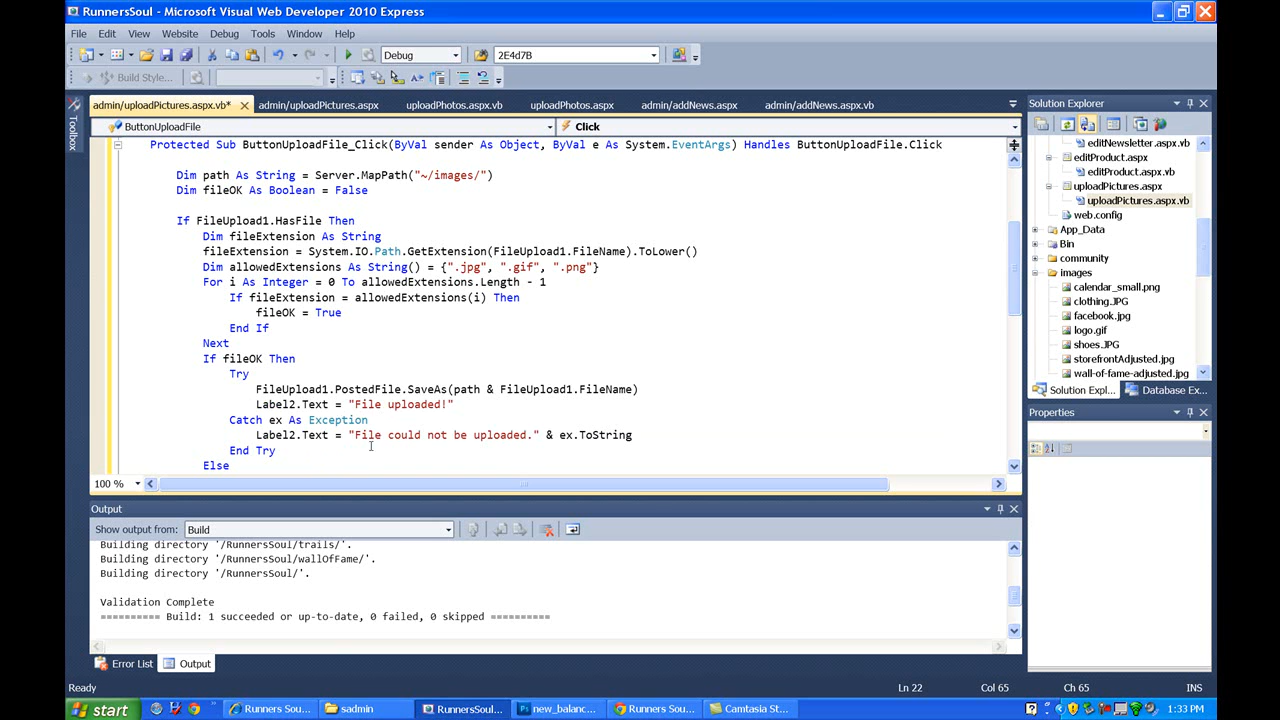 RunnersSoul - Microsoft Visual Web Developer 2010 Express
File Edit View Website Debug Tools Window Help
Debug 2E4d7B
Build Style...
admin/uploadPictures.aspx.vb* admin/uploadPictures.aspx uploadPhotos.aspx.vb uploadPhotos.aspx admin/addNews.aspx admin/addNews.aspx.vb
Toolbox
ButtonUploadFile Click
Protected Sub ButtonUploadFile_Click(ByVal sender As Object, ByVal e As System.EventArgs) Handles ButtonUploadFile.Click
Dim path As String = Server.MapPath("~/images/")
Dim fileOK As Boolean = False
If FileUpload1.HasFile Then
Dim fileExtension As String
fileExtension = System.IO.Path.GetExtension(FileUpload1.FileName).ToLower()
Dim allowedExtensions As String() = {".jpg", ".gif", ".png"}
For i As Integer = 0 To allowedExtensions.Length - 1
If fileExtension = allowedExtensions(i) Then
fileOK = True
End If
Next
If fileOK Then
Try
FileUpload1.PostedFile.SaveAs(path & FileUpload1.FileName)
Label2.Text = "File uploaded!"
Catch ex As Exception
Label2.Text = "File could not be uploaded." & ex.ToString
End Try
Else
100 %
Output
Show output from: Build
Building directory '/RunnersSoul/trails/'.
Building directory '/RunnersSoul/wallOfFame/'.
Building directory '/RunnersSoul/'.
Validation Complete
========== Build: 1 succeeded or up-to-date, 0 failed, 0 skipped ==========
Error List Output
Solution Explorer
editNewsletter.aspx.vb
editProduct.aspx
editProduct.aspx.vb
uploadPictures.aspx
uploadPictures.aspx.vb
web.config
App_Data
Bin
community
images
calendar_small.png
clothing.JPG
facebook.jpg
logo.gif
shoes.JPG
storefrontAdjusted.jpg
wall-of-fame-adjusted.jpg
Solution Expl... Database Ex...
Properties
Ready Ln 22 Col 65 Ch 65 INS
start Runners Sou... sadmin RunnersSoul... new_balanc... Runners Sou... Camtasia St... 1:33 PM